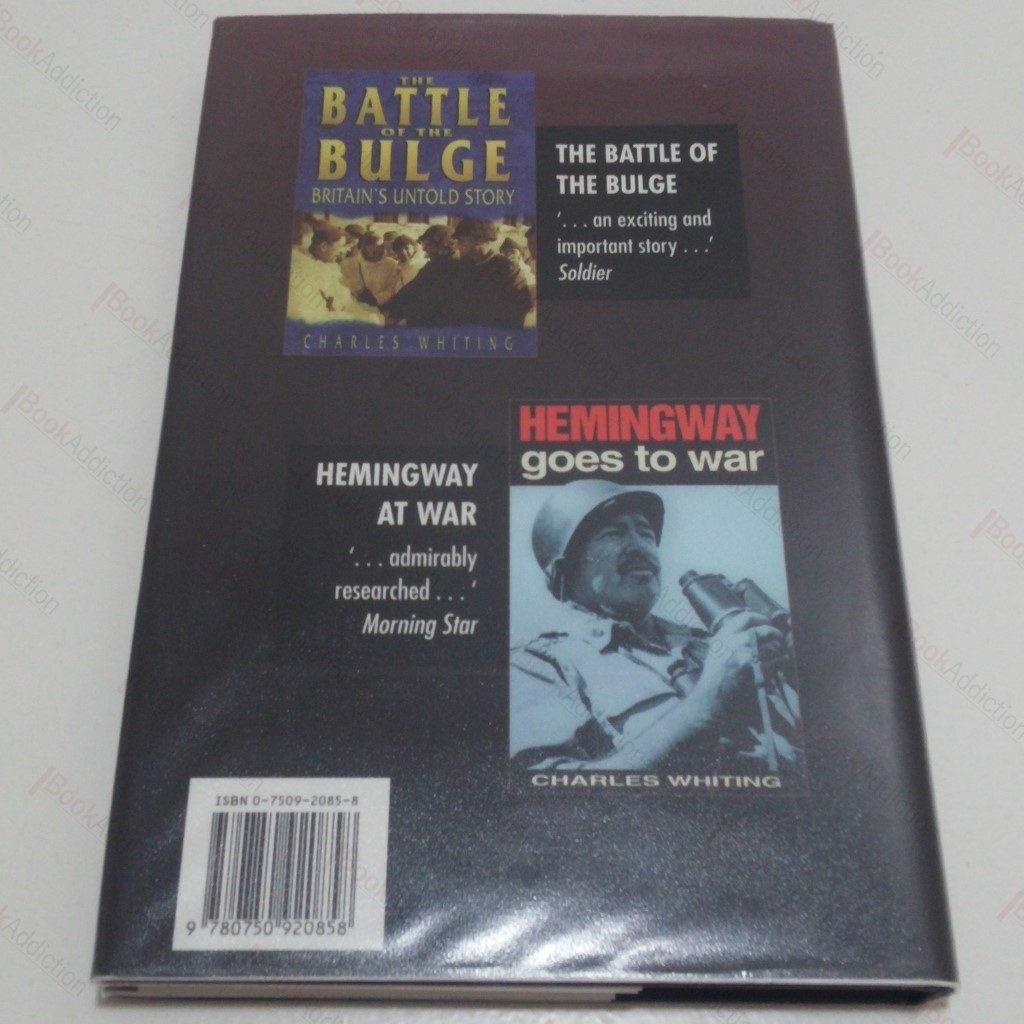 THE
BATTLE
OF THE
BULGE
BRITAIN'S UNTOLD STORY
CHARLES WHITING
THE BATTLE OF
THE BULGE
'. . . an exciting and
important story . . .'
Soldier
HEMINGWAY
AT WAR
'. . . admirably
researched . . . '
Morning Star
HEMINGWAY
goes to war
CHARLES WHITING
ISBN 0-7509-2085-8
9 780750 920858
BookAddiction